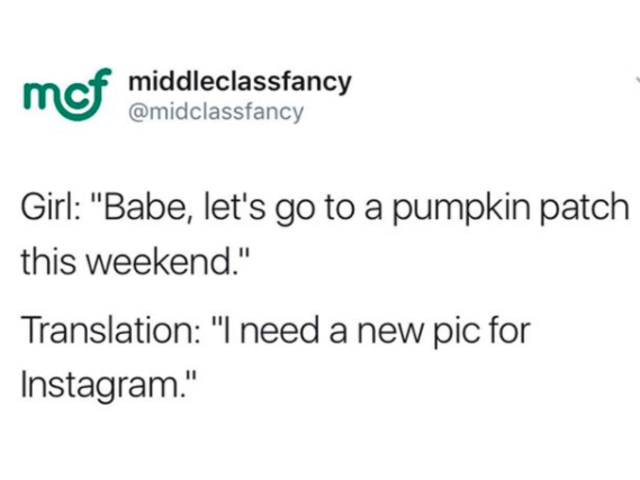 mcf middleclassfancy
@midclassfancy
Girl: "Babe, let's go to a pumpkin patch
this weekend."
Translation: "I need a new pic for
Instagram."